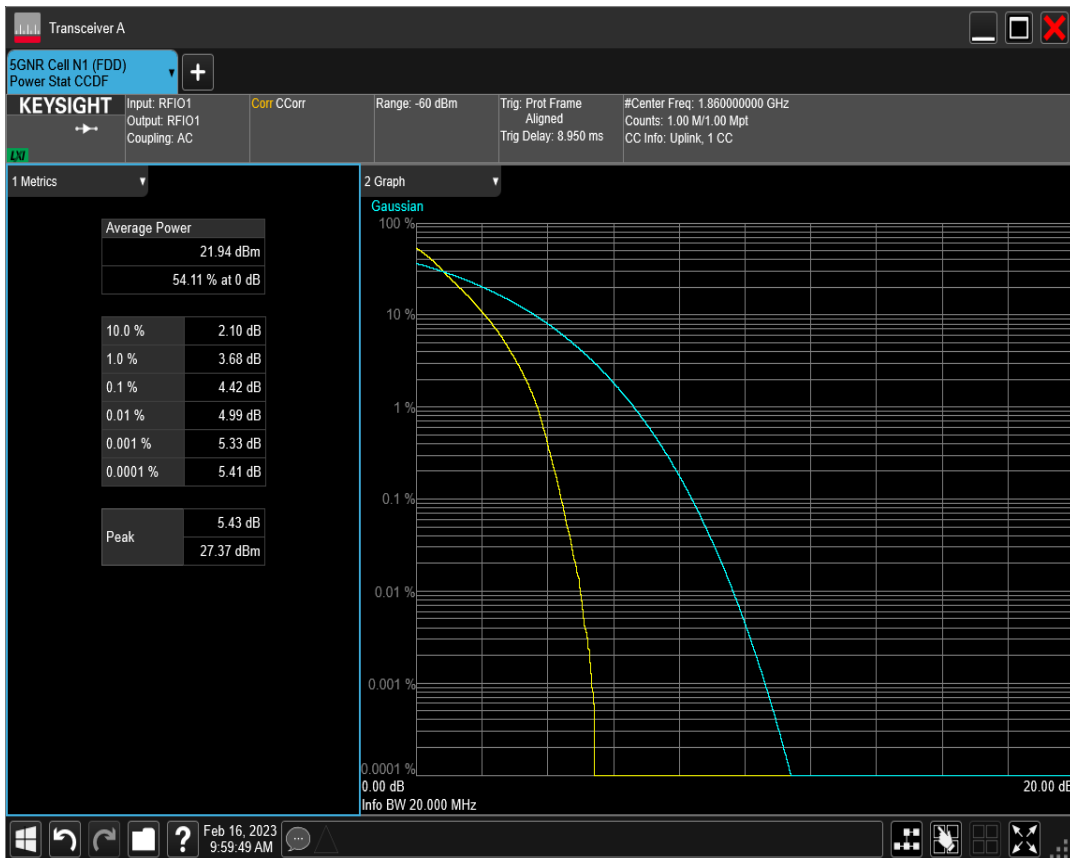 Transceiver A
5GNR Cell N1 (FDD)
Power Stat CCDF
KEYSIGHT
LXI
Input: RFIO1
Output: RFIO1
Coupling: AC
Corr CCorr
Range: -60 dBm
Trig: Prot Frame
Aligned
Trig Delay: 8.950 ms
#Center Freq: 1.860000000 GHz
Counts: 1.00 M/1.00 Mpt
CC Info: Uplink, 1 CC
1 Metrics
Average Power
21.94 dBm
54.11 % at 0 dB
10.0 % 2.10 dB
1.0 % 3.68 dB
0.1 % 4.42 dB
0.01 % 4.99 dB
0.001 % 5.33 dB
0.0001 % 5.41 dB
Peak 5.43 dB
27.37 dBm
2 Graph
Gaussian
100 %
10 %
1 %
0.1 %
0.01 %
0.001 %
0.0001 %
0.00 dB 20.00 dB
Info BW 20.000 MHz
? Feb 16, 2023
9:59:49 AM